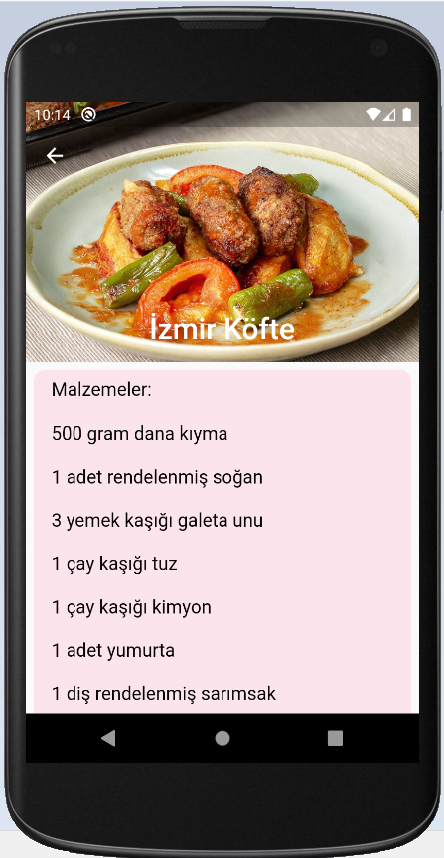 10:14
İzmir Köfte
Malzemeler:
500 gram dana kıyma
1 adet rendelenmiş soğan
3 yemek kaşığı galeta unu
1 çay kaşığı tuz
1 çay kaşığı kimyon
1 adet yumurta
1 diş rendelenmiş sarımsak